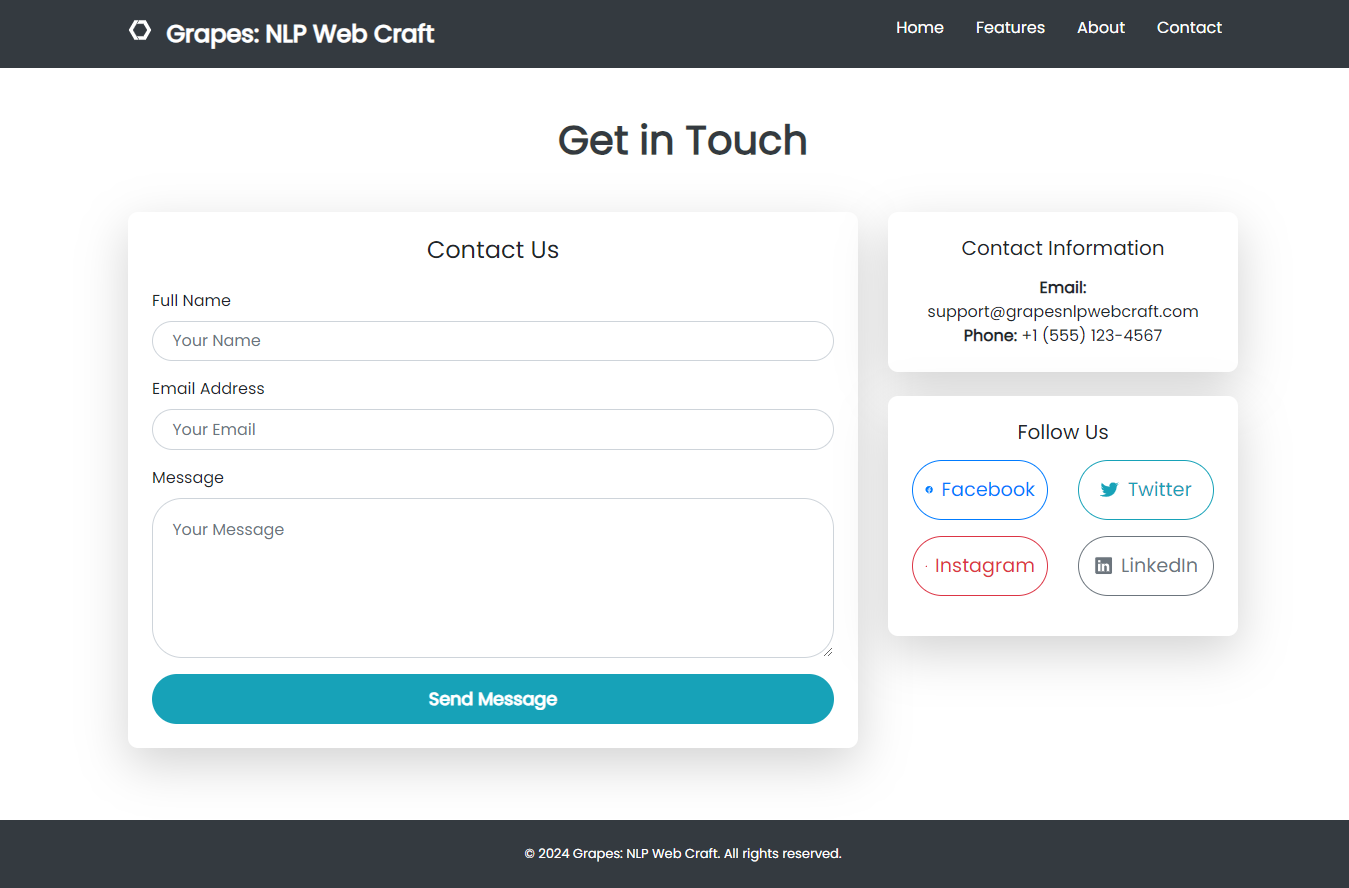 Grapes: NLP Web Craft
Home Features About Contact
Get in Touch
Contact Us
Full Name
Your Name
Email Address
Your Email
Message
Your Message
Send Message
Contact Information
Email:
support@grapesnlpwebcraft.com
Phone: +1 (555) 123-4567
Follow Us
Facebook Twitter
Instagram LinkedIn
© 2024 Grapes: NLP Web Craft. All rights reserved.